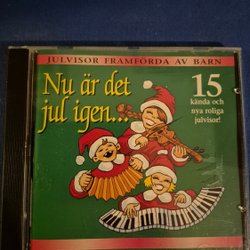 JULVISOR FRAMFÖRDA AV BARN
Nu är det
jul igen...
15
kända och
nya roliga
julvisor!